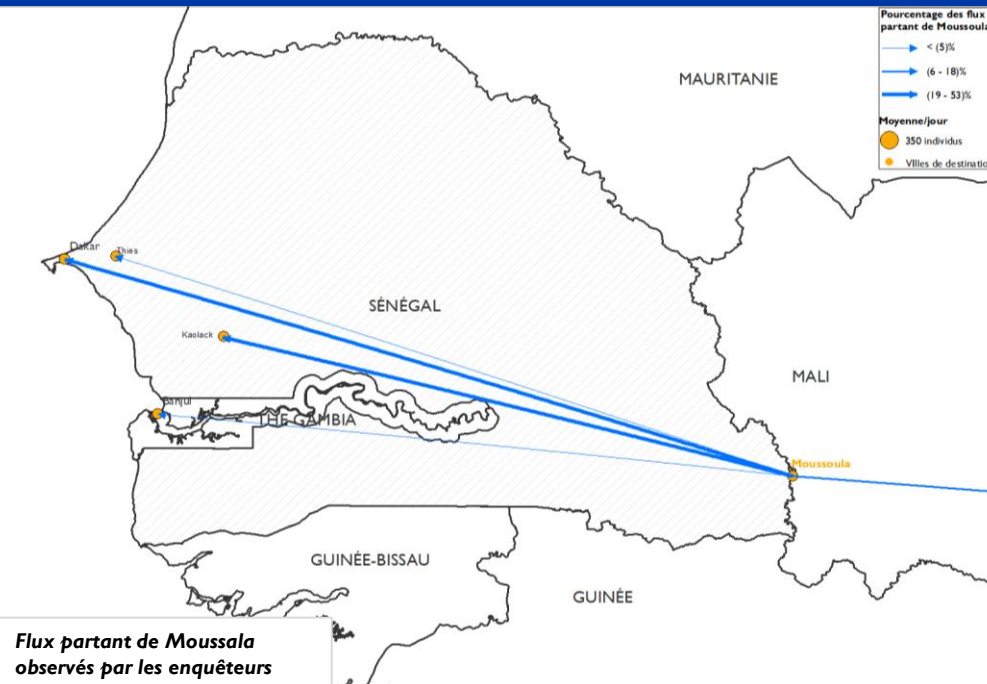 Pourcentage des flux
partant de Moussoula
< (5)%
(6 - 18)%
(19 - 53)%
Moyenne/jour
350 individus
Villes de destinatio
MAURITANIE
Dakar
Thies
SÉNÉGAL
Kaolack
MALI
Banjul
THE GAMBIA
Moussoula
GUINÉE-BISSAU
GUINÉE
Flux partant de Moussala
observés par les enquêteurs